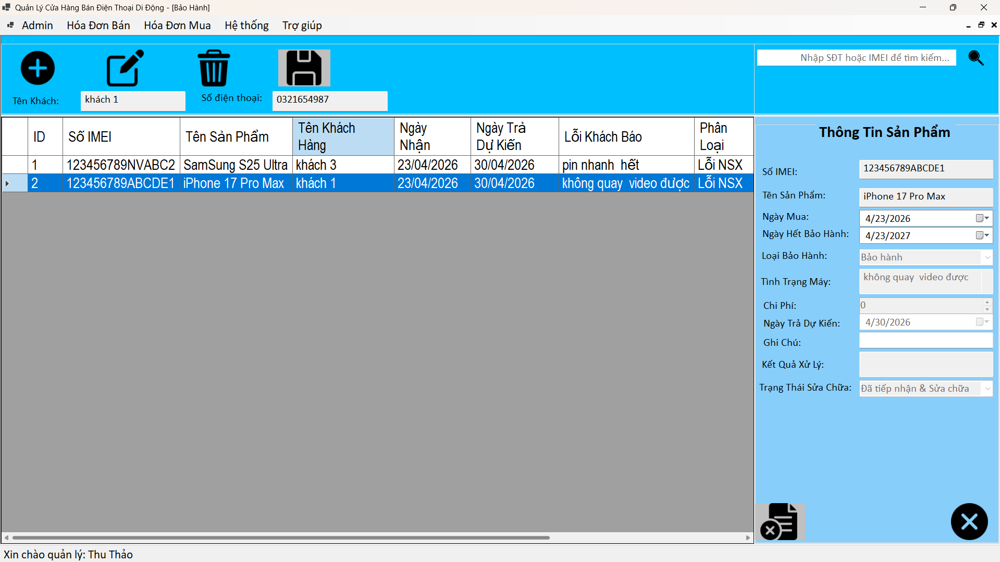 Quản Lý Cửa Hàng Bán Điện Thoại Di Động - [Bảo Hành]
Admin Hóa Đơn Bán Hóa Đơn Mua Hệ thống Trợ giúp
Nhập SĐT hoặc IMEI để tìm kiếm...
Tên Khách: khách 1 Số điện thoại: 0321654987
ID Số IMEI Tên Sản Phẩm Tên Khách Hàng Ngày Nhận Ngày Trả Dự Kiến Lỗi Khách Báo Phân Loại
1 123456789NVABC2 SamSung S25 Ultra khách 3 23/04/2026 30/04/2026 pin nhanh  hết Lỗi NSX
2 123456789ABCDE1 iPhone 17 Pro Max khách 1 23/04/2026 30/04/2026 không quay  video được Lỗi NSX
Thông Tin Sản Phẩm
Số IMEI: 123456789ABCDE1
Tên Sản Phẩm: iPhone 17 Pro Max
Ngày Mua: 4/23/2026
Ngày Hết Bảo Hành: 4/23/2027
Loại Bảo Hành: Bảo hành
Tình Trạng Máy: không quay  video được
Chi Phí: 0
Ngày Trả Dự Kiến: 4/30/2026
Ghi Chú:
Kết Quả Xử Lý:
Trạng Thái Sửa Chữa: Đã tiếp nhận & Sửa chữa
Xin chào quản lý: Thu Thảo